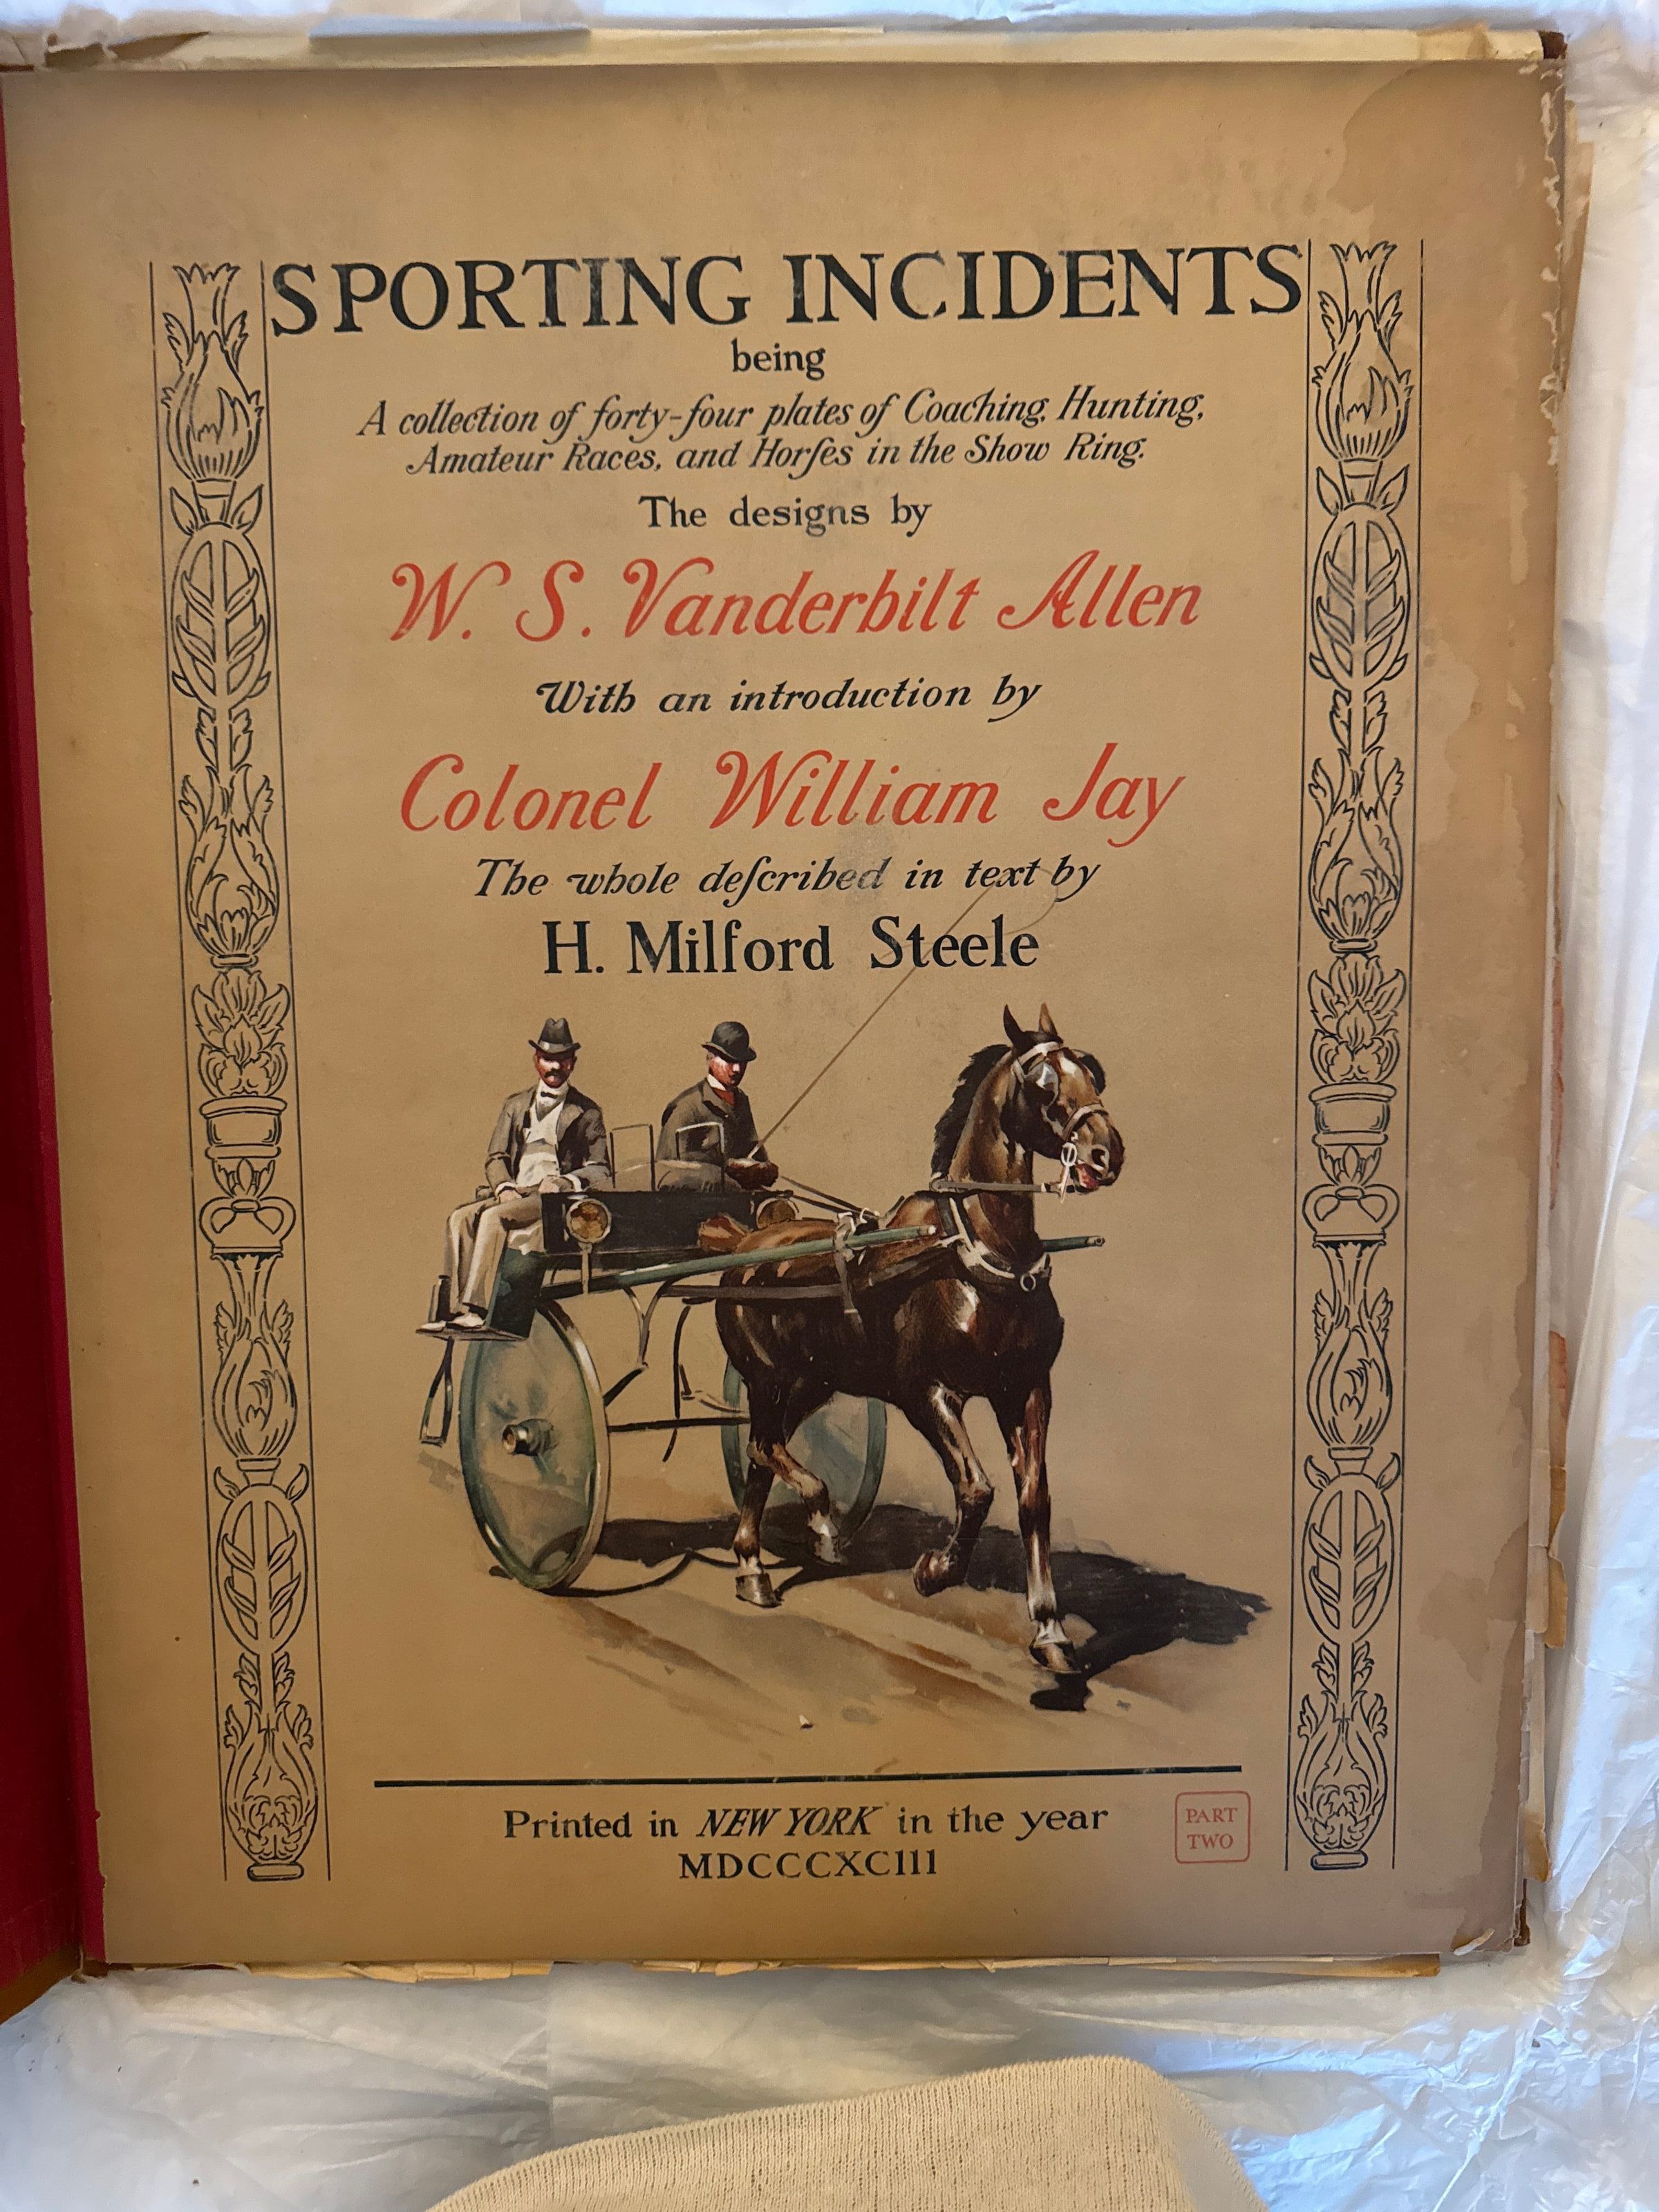 SPORTING INCIDENTS
being
A collection of forty-four plates of Coaching, Hunting,
Amateur Races, and Horſes in the Show Ring.
The designs by
W. S. Vanderbilt Allen
With an introduction by
Colonel William Jay
The whole deſcribed in text by
H. Milford Steele
Printed in NEW YORK in the year
MDCCCXCIII
PART
TWO